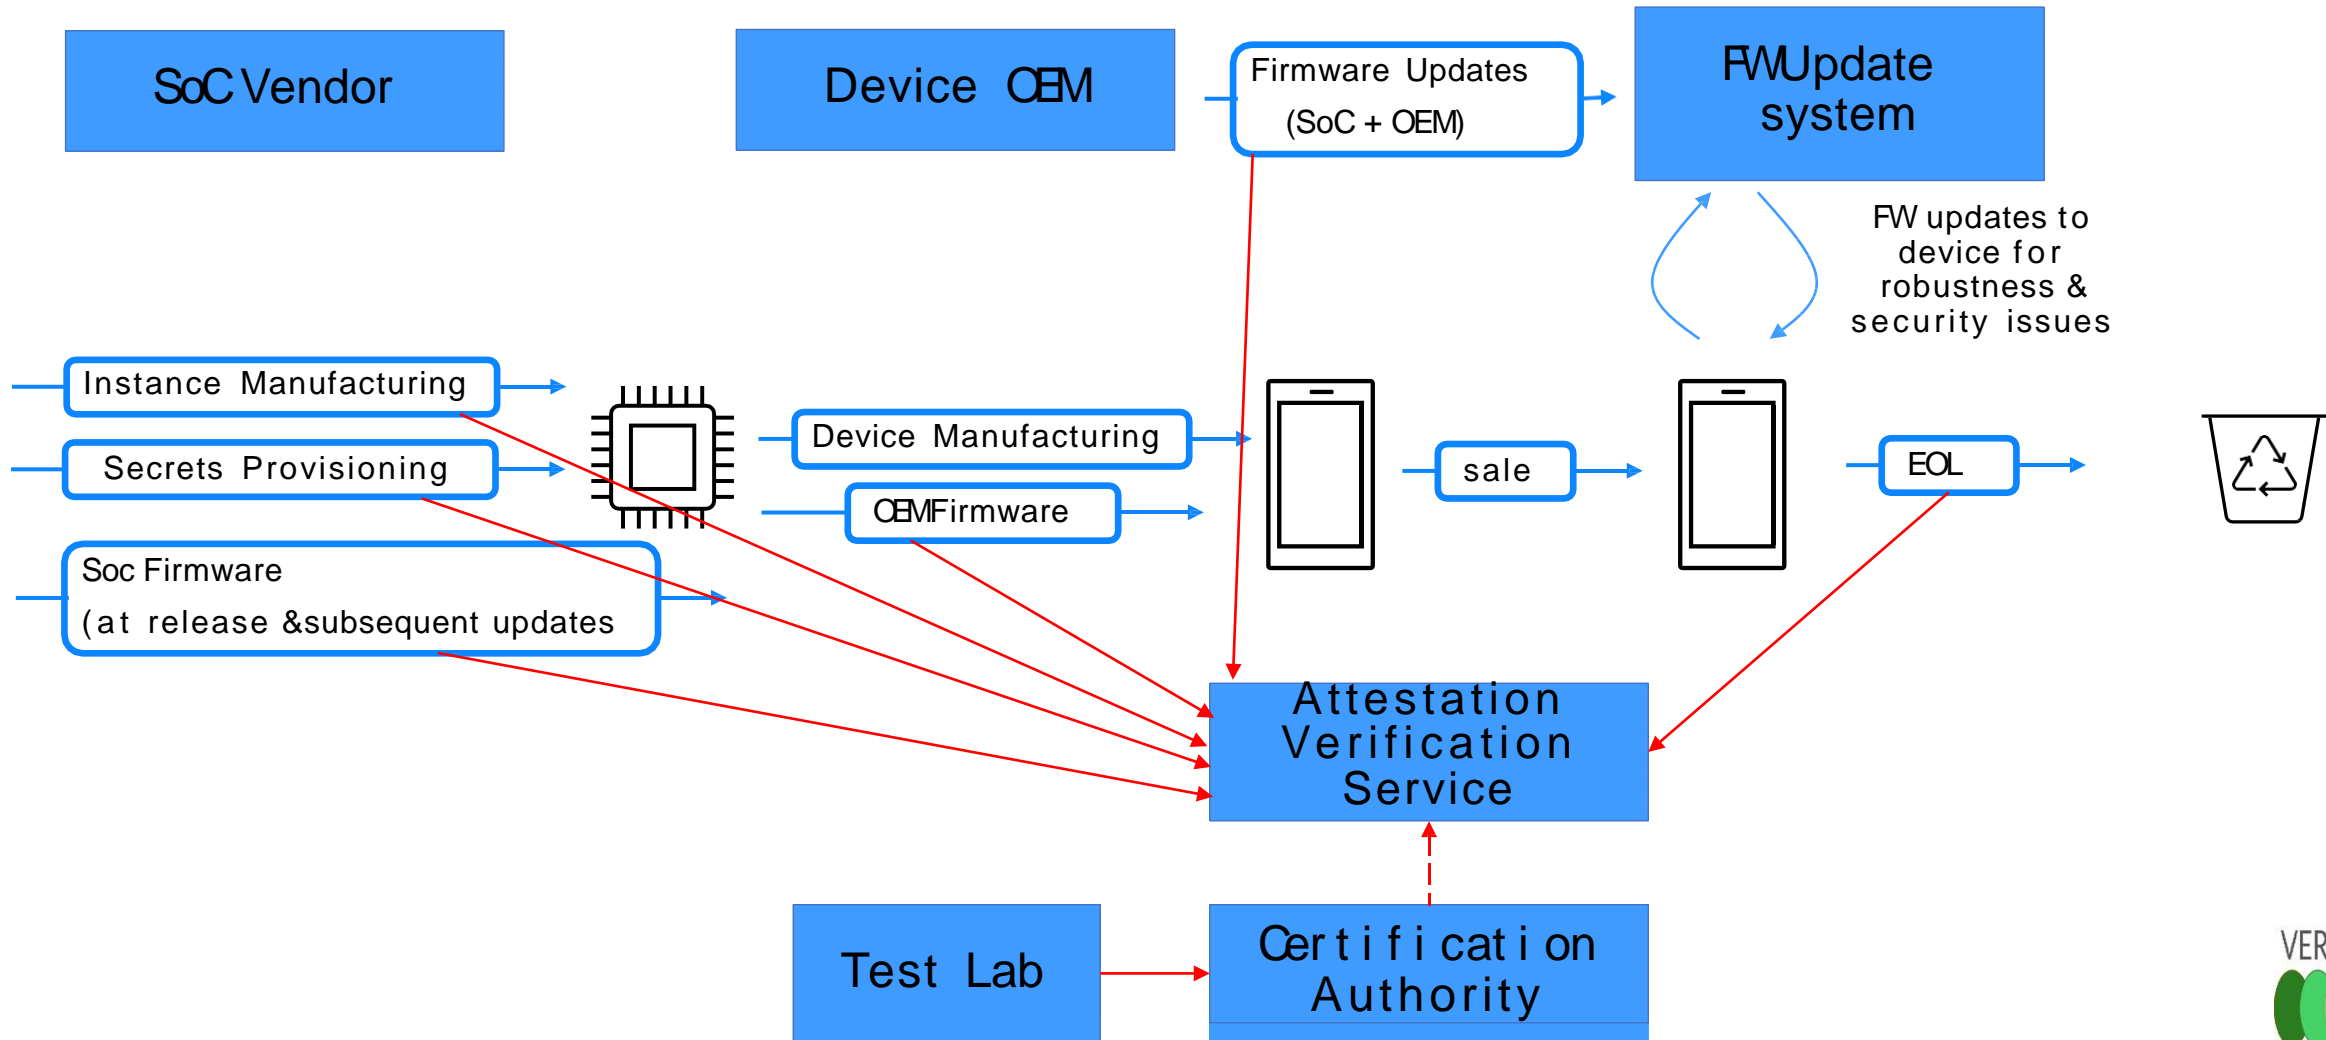 SoC Vendor
Device OEM
Firmware Updates
(SoC + OEM)
FW Update
system
FW updates to
device for
robustness &
security issues
Instance Manufacturing
Secrets Provisioning
Soc Firmware
(at release & subsequent updates
Device Manufacturing
OEM Firmware
sale
EOL
Attestation
Verification
Service
Test Lab
Certification
Authority
VER